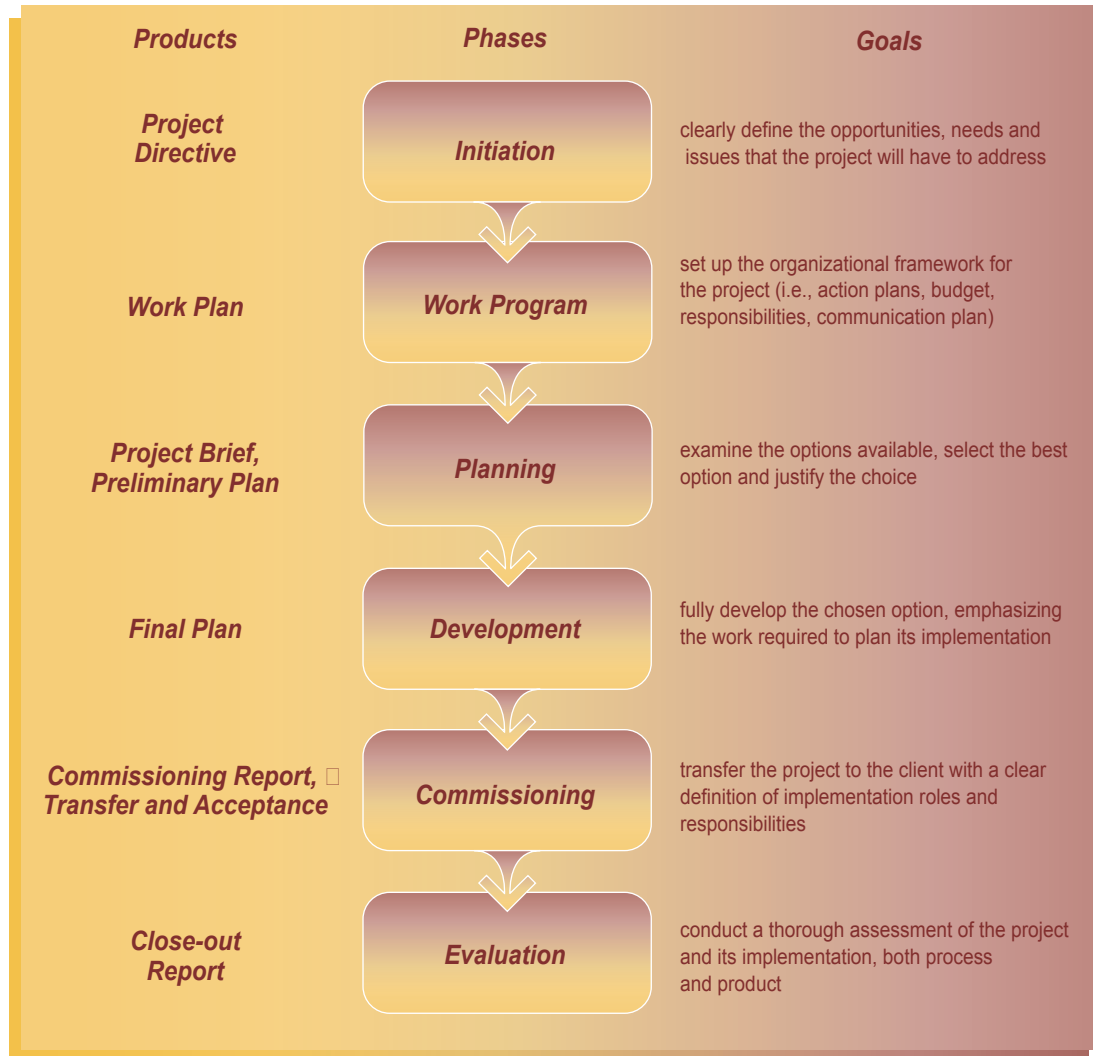 Products Phases Goals
Project
Directive
Initiation
clearly define the opportunities, needs and
issues that the project will have to address
Work Plan
Work Program
set up the organizational framework for
the project (i.e., action plans, budget,
responsibilities, communication plan)
Project Brief,
Preliminary Plan
Planning
examine the options available, select the best
option and justify the choice
Final Plan
Development
fully develop the chosen option, emphasizing
the work required to plan its implementation
Commissioning Report,
Transfer and Acceptance
Commissioning
transfer the project to the client with a clear
definition of implementation roles and
responsibilities
Close-out
Report
Evaluation
conduct a thorough assessment of the project
and its implementation, both process
and product